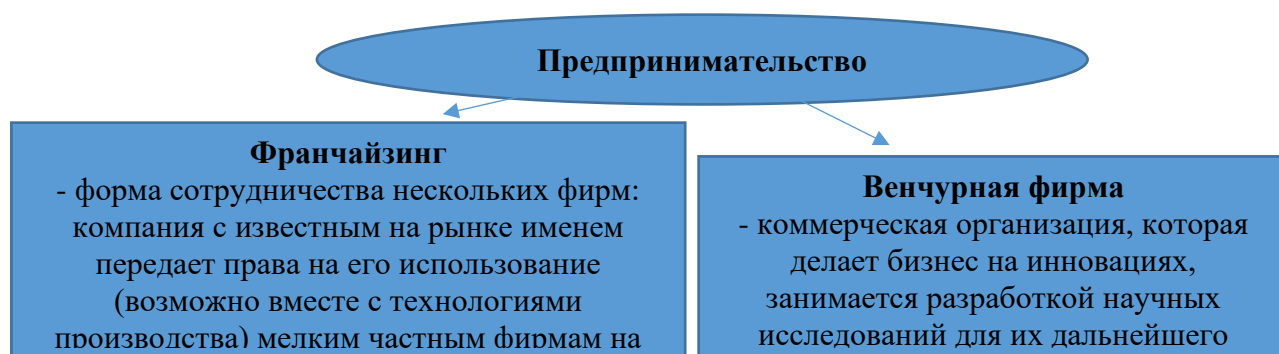 Предпринимательство
Франчайзинг
- форма сотрудничества нескольких фирм:
компания с известным на рынке именем
передает права на его использование
(возможно вместе с технологиями
производства) мелким частным фирмам на
Венчурная фирма
- коммерческая организация, которая
делает бизнес на инновациях,
занимается разработкой научных
исследований для их дальнейшего